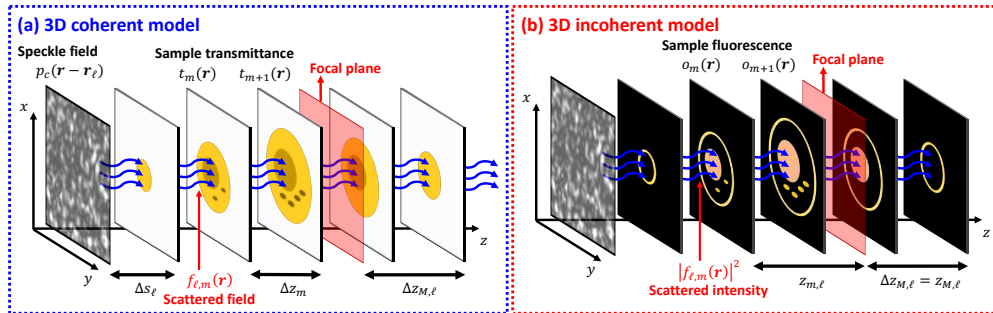 (a) 3D coherent model
Speckle field
p_c(r − r_ℓ)
Sample transmittance
t_m(r)
t_{m+1}(r)
Focal plane
x
y
z
Δs_ℓ
f_{ℓ,m}(r)
Scattered field
Δz_m
Δz_{M,ℓ}
(b) 3D incoherent model
Sample fluorescence
o_m(r)
o_{m+1}(r)
Focal plane
x
y
z
|f_{ℓ,m}(r)|²
Scattered intensity
z_{m,ℓ}
Δz_{M,ℓ} = z_{M,ℓ}